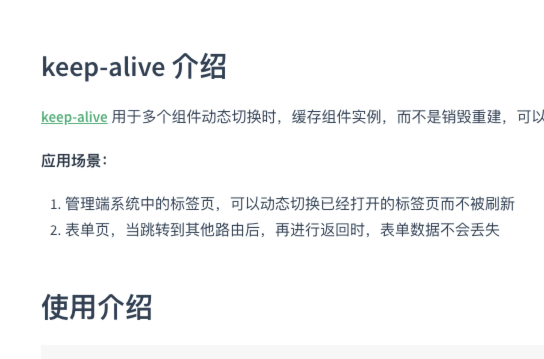 keep-alive 介绍
keep-alive 用于多个组件动态切换时，缓存组件实例，而不是销毁重建，可以
应用场景：
1. 管理端系统中的标签页，可以动态切换已经打开的标签页而不被刷新
2. 表单页，当跳转到其他路由后，再进行返回时，表单数据不会丢失
使用介绍